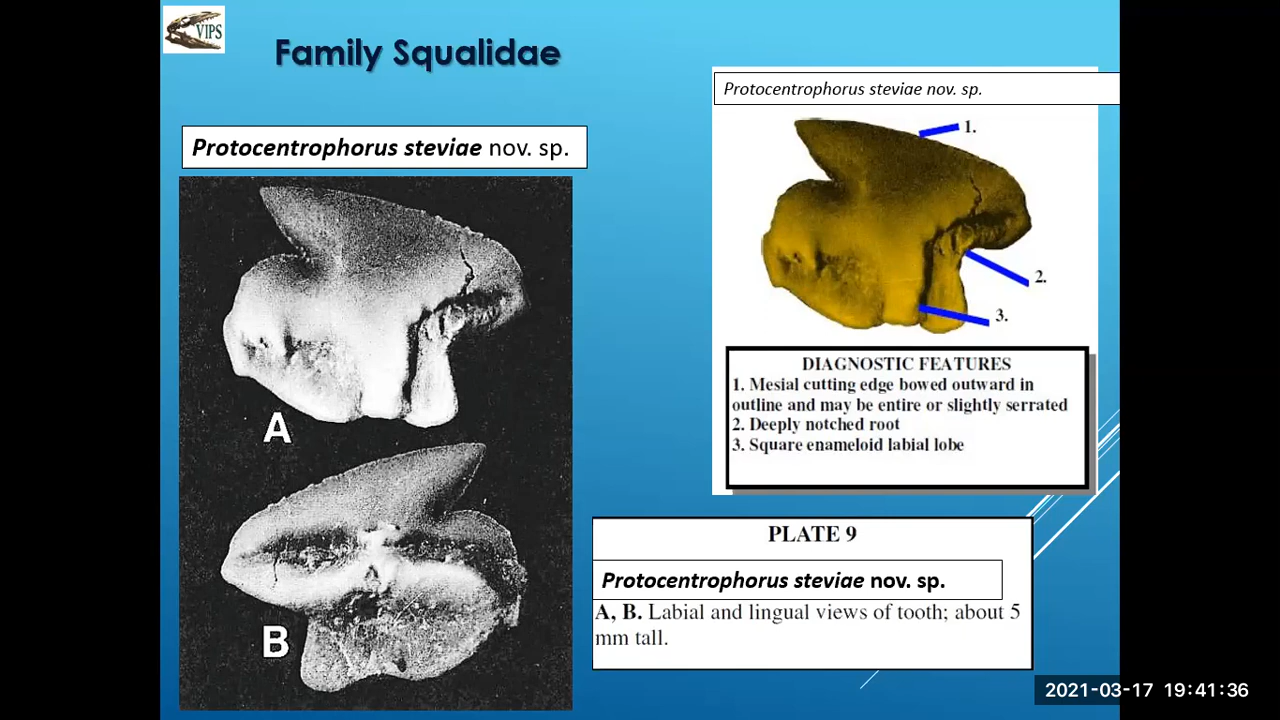 VIPS
Family Squalidae
Protocentrophorus steviae nov. sp.
A
B
Protocentrophorus steviae nov. sp.
1.
2.
3.
DIAGNOSTIC FEATURES
1. Mesial cutting edge bowed outward in
outline and may be entire or slightly serrated
2. Deeply notched root
3. Square enameloid labial lobe
PLATE 9
Protocentrophorus steviae nov. sp.
A, B. Labial and lingual views of tooth; about 5
mm tall.
2021-03-17 19:41:36